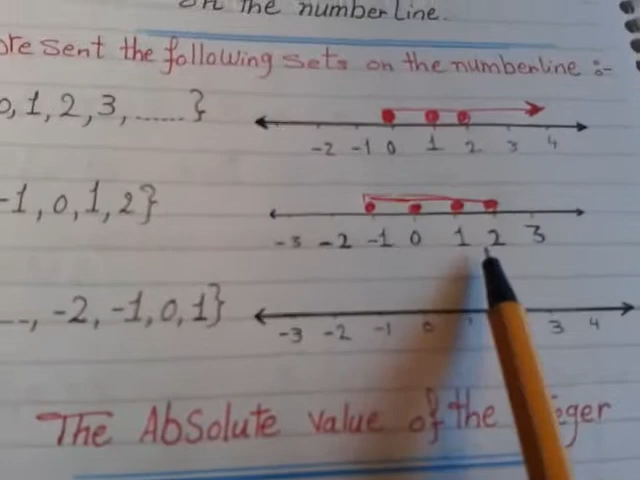 on the number line.
resent the following sets on the numberline :-
0, 1, 2, 3, ...... }
-2 -1 0 1 2 3 4
-1, 0, 1, 2}
-3 -2 -1 0 1 2 3
..., -2, -1, 0, 1}
-3 -2 -1 0 3 4
The Absolute value of the eger